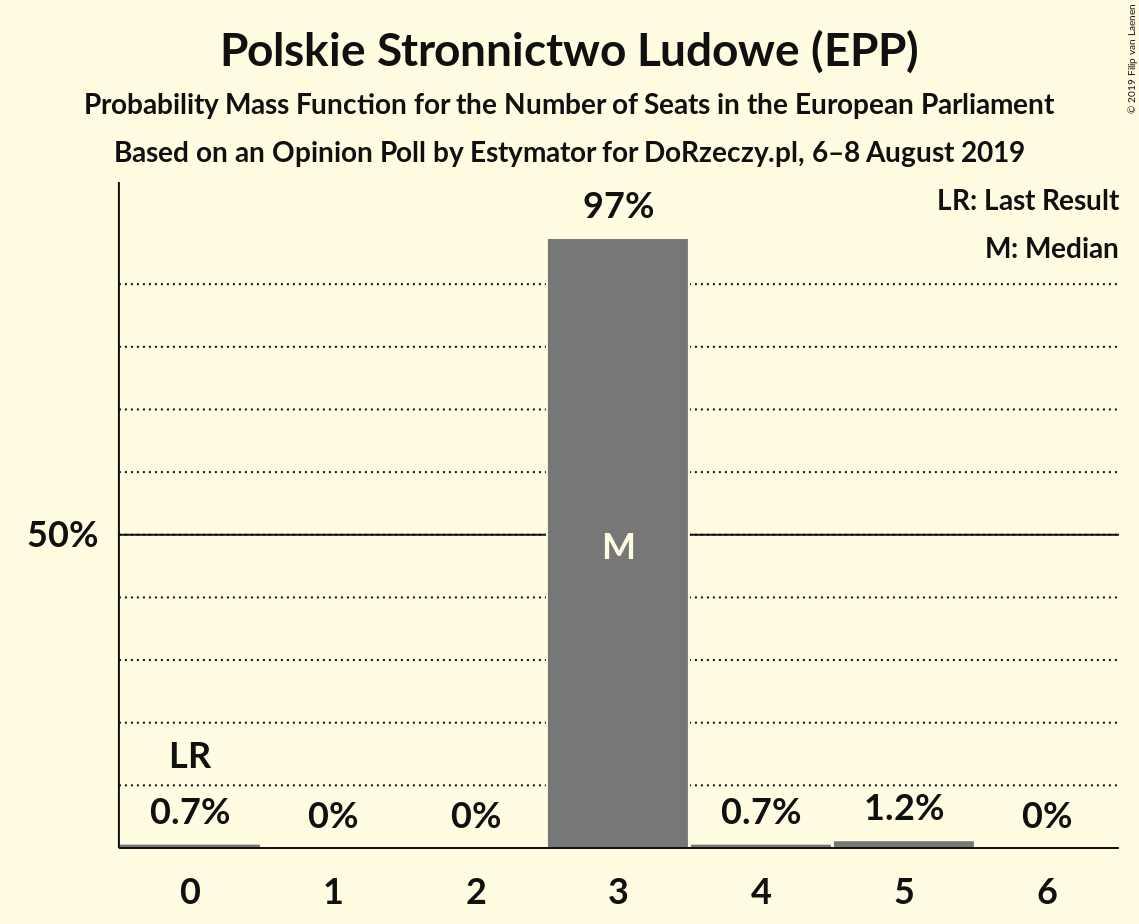 Polskie Stronnictwo Ludowe (EPP)
Probability Mass Function for the Number of Seats in the European Parliament
Based on an Opinion Poll by Estymator for DoRzeczy.pl, 6–8 August 2019
© 2019 Filip van Laenen
LR: Last Result
M: Median
97%
50%
M
LR
0.7% 0% 0% 0.7% 1.2% 0%
0 1 2 3 4 5 6